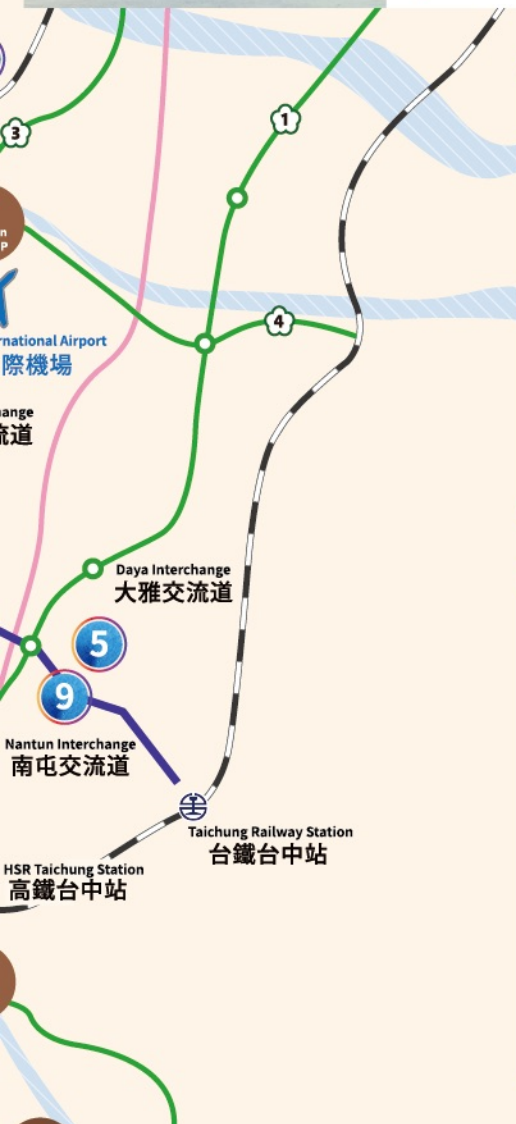 1
3
n
P
4
rnational Airport
際機場
ange
流道
Daya Interchange
大雅交流道
5
9
Nantun Interchange
南屯交流道
Taichung Railway Station
台鐵台中站
HSR Taichung Station
高鐵台中站